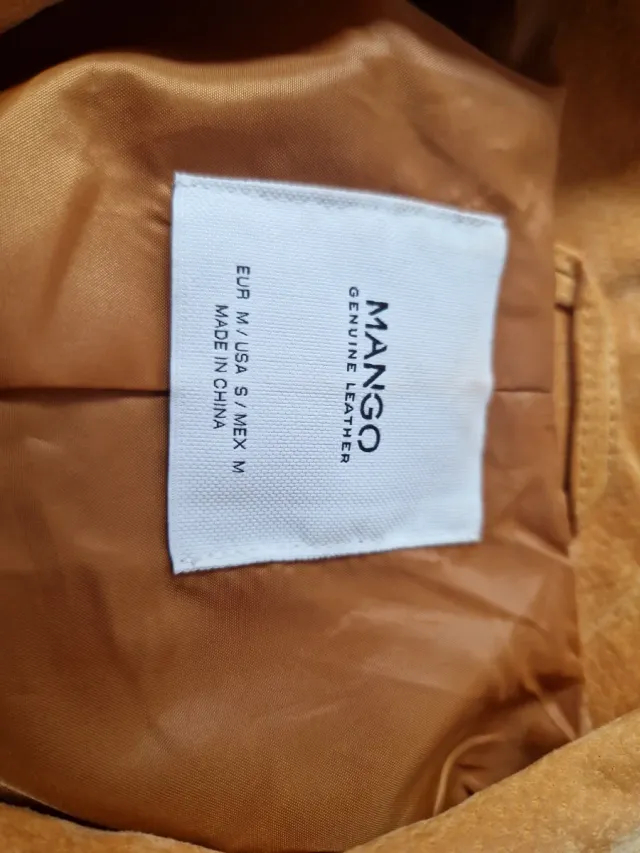 MANGO
GENUINE LEATHER
EUR M / USA S / MEX M
MADE IN CHINA